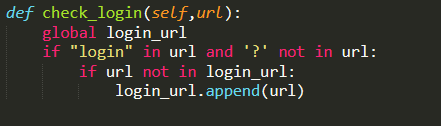 def check_login(self,url):
    global login_url
    if "login" in url and '?' not in url:
        if url not in login_url:
            login_url.append(url)